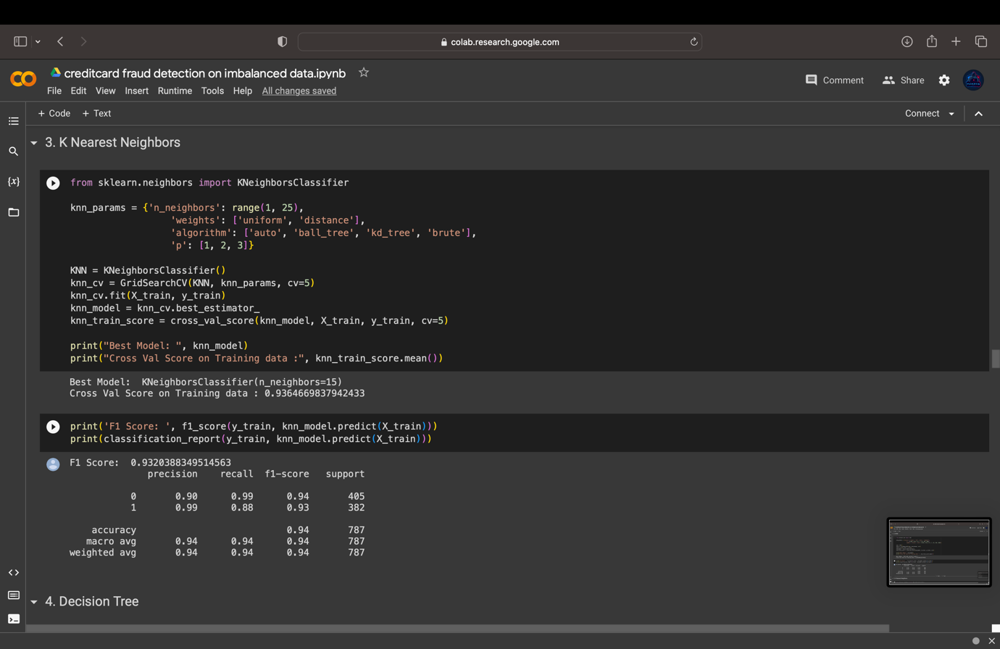 colab.research.google.com
creditcard fraud detection on imbalanced data.ipynb
Comment
Share
File Edit View Insert Runtime Tools Help All changes saved
+ Code + Text
Connect
3. K Nearest Neighbors
from sklearn.neighbors import KNeighborsClassifier
knn_params = {'n_neighbors': range(1, 25),
'weights': ['uniform', 'distance'],
'algorithm': ['auto', 'ball_tree', 'kd_tree', 'brute'],
'p': [1, 2, 3]}
KNN = KNeighborsClassifier()
knn_cv = GridSearchCV(KNN, knn_params, cv=5)
knn_cv.fit(X_train, y_train)
knn_model = knn_cv.best_estimator_
knn_train_score = cross_val_score(knn_model, X_train, y_train, cv=5)
print("Best Model: ", knn_model)
print("Cross Val Score on Training data :", knn_train_score.mean())
Best Model:  KNeighborsClassifier(n_neighbors=15)
Cross Val Score on Training data : 0.9364669837942433
print('F1 Score: ', f1_score(y_train, knn_model.predict(X_train)))
print(classification_report(y_train, knn_model.predict(X_train)))
F1 Score:  0.9320388349514563
precision recall f1-score support
0 0.90 0.99 0.94 405
1 0.99 0.88 0.93 382
accuracy 0.94 787
macro avg 0.94 0.94 0.94 787
weighted avg 0.94 0.94 0.94 787
4. Decision Tree